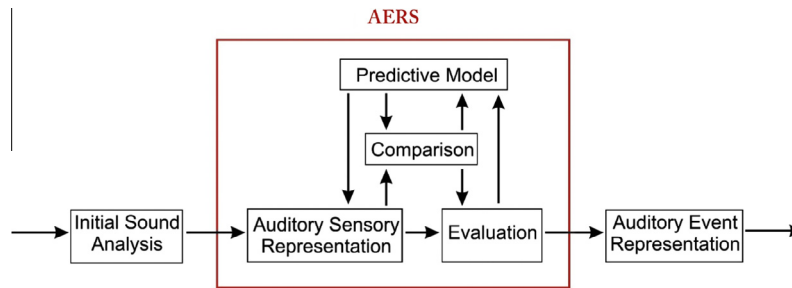 AERS
Predictive Model
Comparison
Initial Sound
Analysis
Auditory Sensory
Representation
Evaluation
Auditory Event
Representation